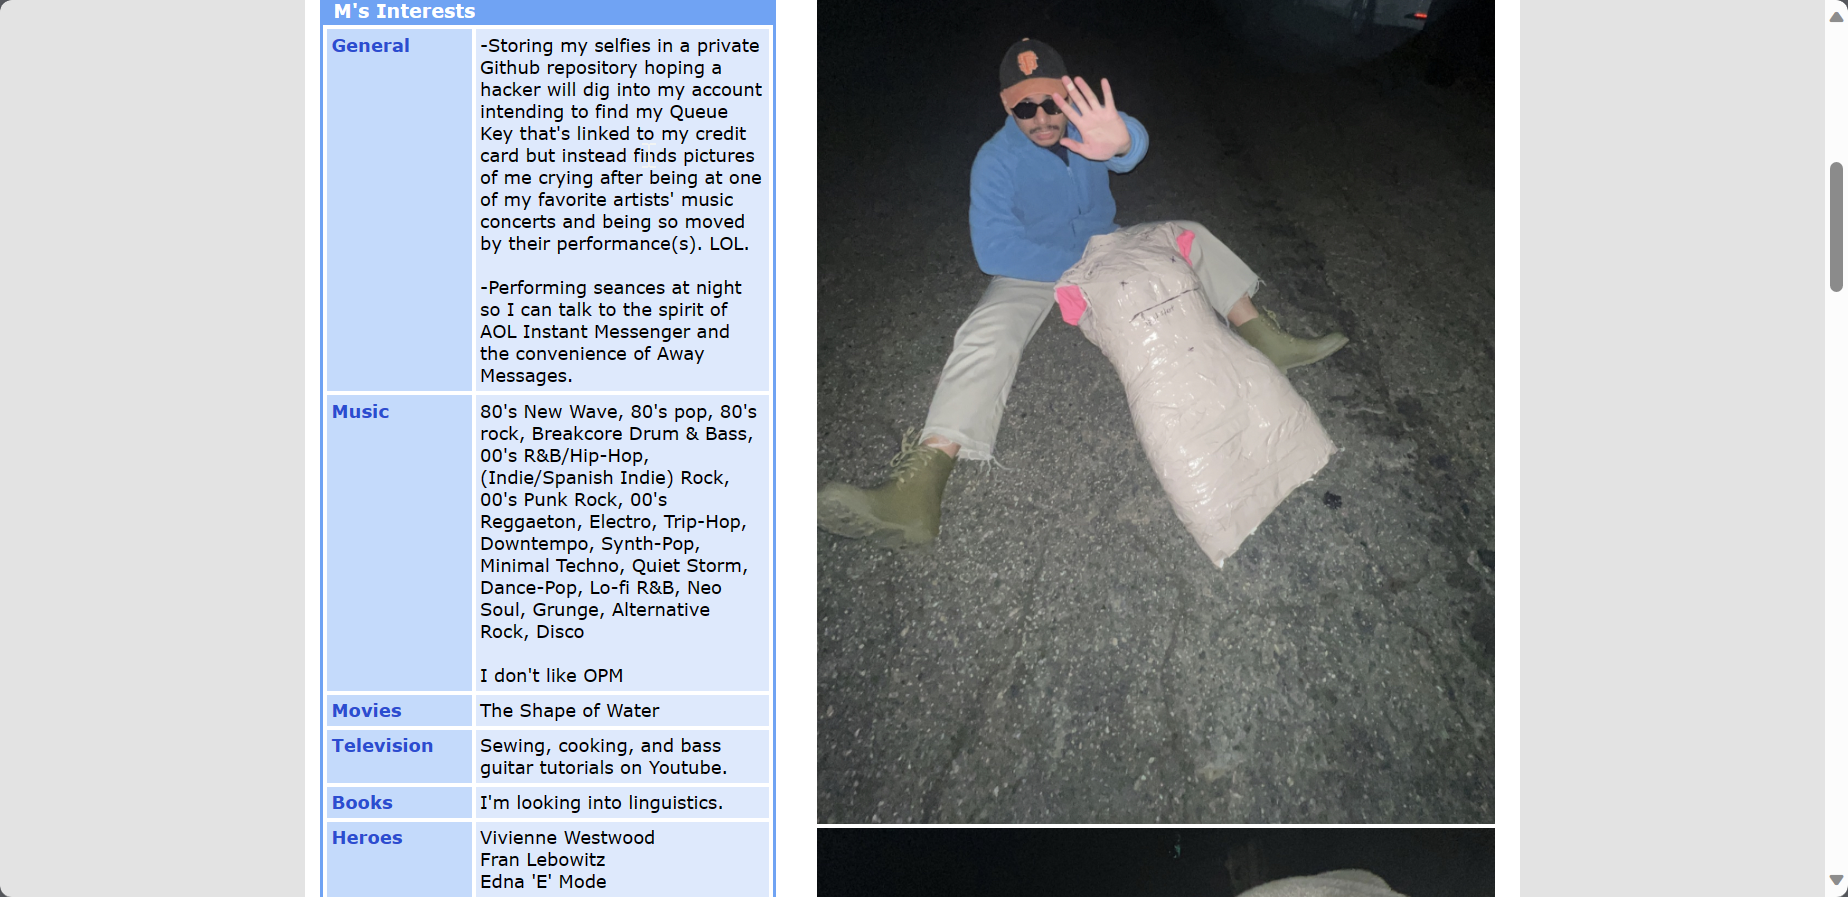 M's Interests
General
-Storing my selfies in a private
Github repository hoping a
hacker will dig into my account
intending to find my Queue
Key that's linked to my credit
card but instead finds pictures
of me crying after being at one
of my favorite artists' music
concerts and being so moved
by their performance(s). LOL.
-Performing seances at night
so I can talk to the spirit of
AOL Instant Messenger and
the convenience of Away
Messages.
Music
80's New Wave, 80's pop, 80's
rock, Breakcore Drum & Bass,
00's R&B/Hip-Hop,
(Indie/Spanish Indie) Rock,
00's Punk Rock, 00's
Reggaeton, Electro, Trip-Hop,
Downtempo, Synth-Pop,
Minimal Techno, Quiet Storm,
Dance-Pop, Lo-fi R&B, Neo
Soul, Grunge, Alternative
Rock, Disco
I don't like OPM
Movies
The Shape of Water
Television
Sewing, cooking, and bass
guitar tutorials on Youtube.
Books
I'm looking into linguistics.
Heroes
Vivienne Westwood
Fran Lebowitz
Edna 'E' Mode